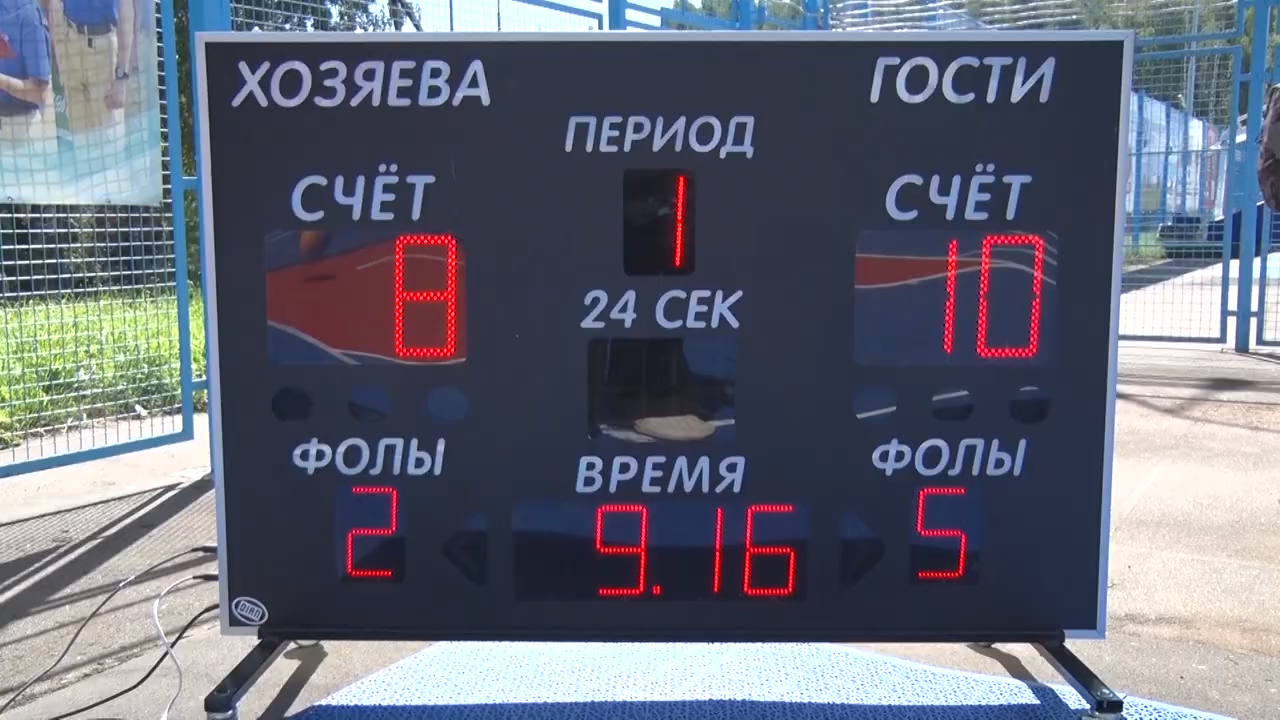 ХОЗЯЕВА
ГОСТИ
ПЕРИОД
1
СЧЁТ
8
СЧЁТ
10
24 СЕК
ФОЛЫ
2
ВРЕМЯ
9.16
ФОЛЫ
5